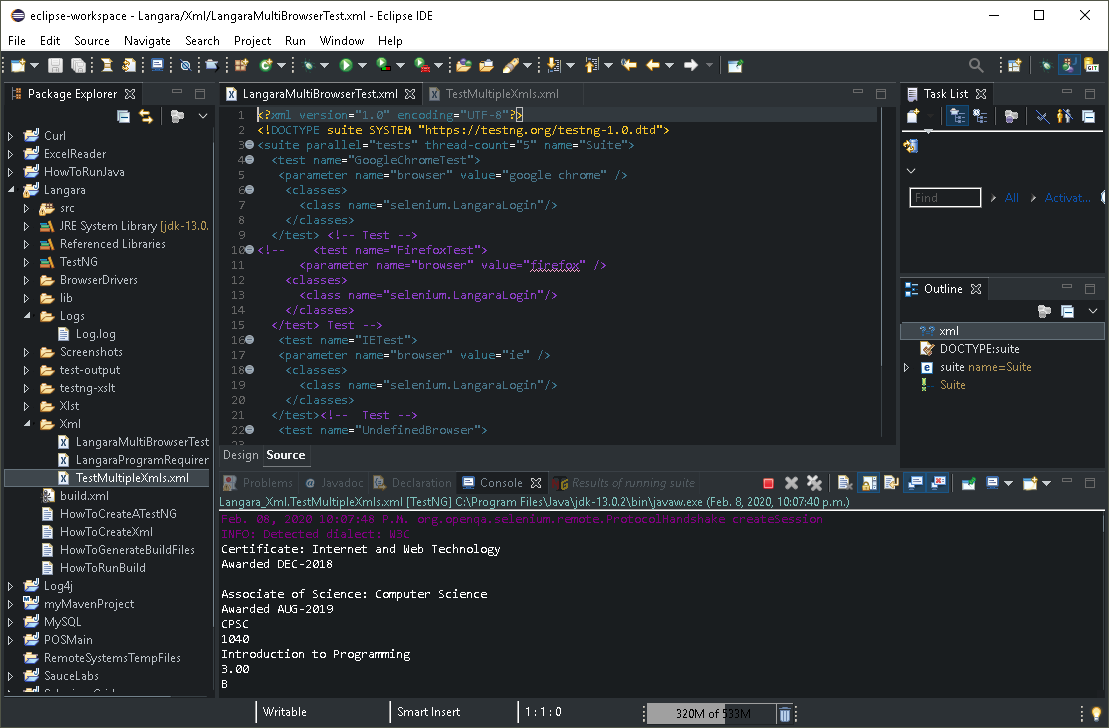 eclipse-workspace - Langara/Xml/LangaraMultiBrowserTest.xml - Eclipse IDE
File Edit Source Navigate Search Project Run Window Help
Package Explorer
Curl
ExcelReader
HowToRunJava
Langara
src
JRE System Library [jdk-13.0.
Referenced Libraries
TestNG
BrowserDrivers
lib
Logs
Log.log
Screenshots
test-output
testng-xslt
Xlst
Xml
LangaraMultiBrowserTest
LangaraProgramRequirer
TestMultipleXmls.xml
build.xml
HowToCreateATestNG
HowToCreateXml
HowToGenerateBuildFiles
HowToRunBuild
Log4j
myMavenProject
MySQL
POSMain
RemoteSystemsTempFiles
SauceLabs
LangaraMultiBrowserTest.xml TestMultipleXmls.xml
1 <?xml version="1.0" encoding="UTF-8"?>
2 <!DOCTYPE suite SYSTEM "https://testng.org/testng-1.0.dtd">
3 <suite parallel="tests" thread-count="5" name="Suite">
4 <test name="GoogleChromeTest">
5 <parameter name="browser" value="google chrome" />
6 <classes>
7 <class name="selenium.LangaraLogin"/>
8 </classes>
9 </test> <!-- Test -->
10 <!-- <test name="FirefoxTest">
11 <parameter name="browser" value="firefox" />
12 <classes>
13 <class name="selenium.LangaraLogin"/>
14 </classes>
15 </test> Test -->
16 <test name="IETest">
17 <parameter name="browser" value="ie" />
18 <classes>
19 <class name="selenium.LangaraLogin"/>
20 </classes>
21 </test><!-- Test -->
22 <test name="UndefinedBrowser">
23
Design Source
Task List
Find All Activat...
Outline
xml
DOCTYPE:suite
suite name=Suite
Suite
Problems Javadoc Declaration Console Results of running suite
Langara_Xml.TestMultipleXmls.xml [TestNG] C:\Program Files\Java\jdk-13.0.2\bin\javaw.exe (Feb. 8, 2020, 10:07:40 p.m.)
Feb. 08, 2020 10:07:48 P.M. org.openqa.selenium.remote.ProtocolHandshake createSession
INFO: Detected dialect: W3C
Certificate: Internet and Web Technology
Awarded DEC-2018
Associate of Science: Computer Science
Awarded AUG-2019
CPSC
1040
Introduction to Programming
3.00
B
Writable Smart Insert 1 : 1 : 0 320M of 533M